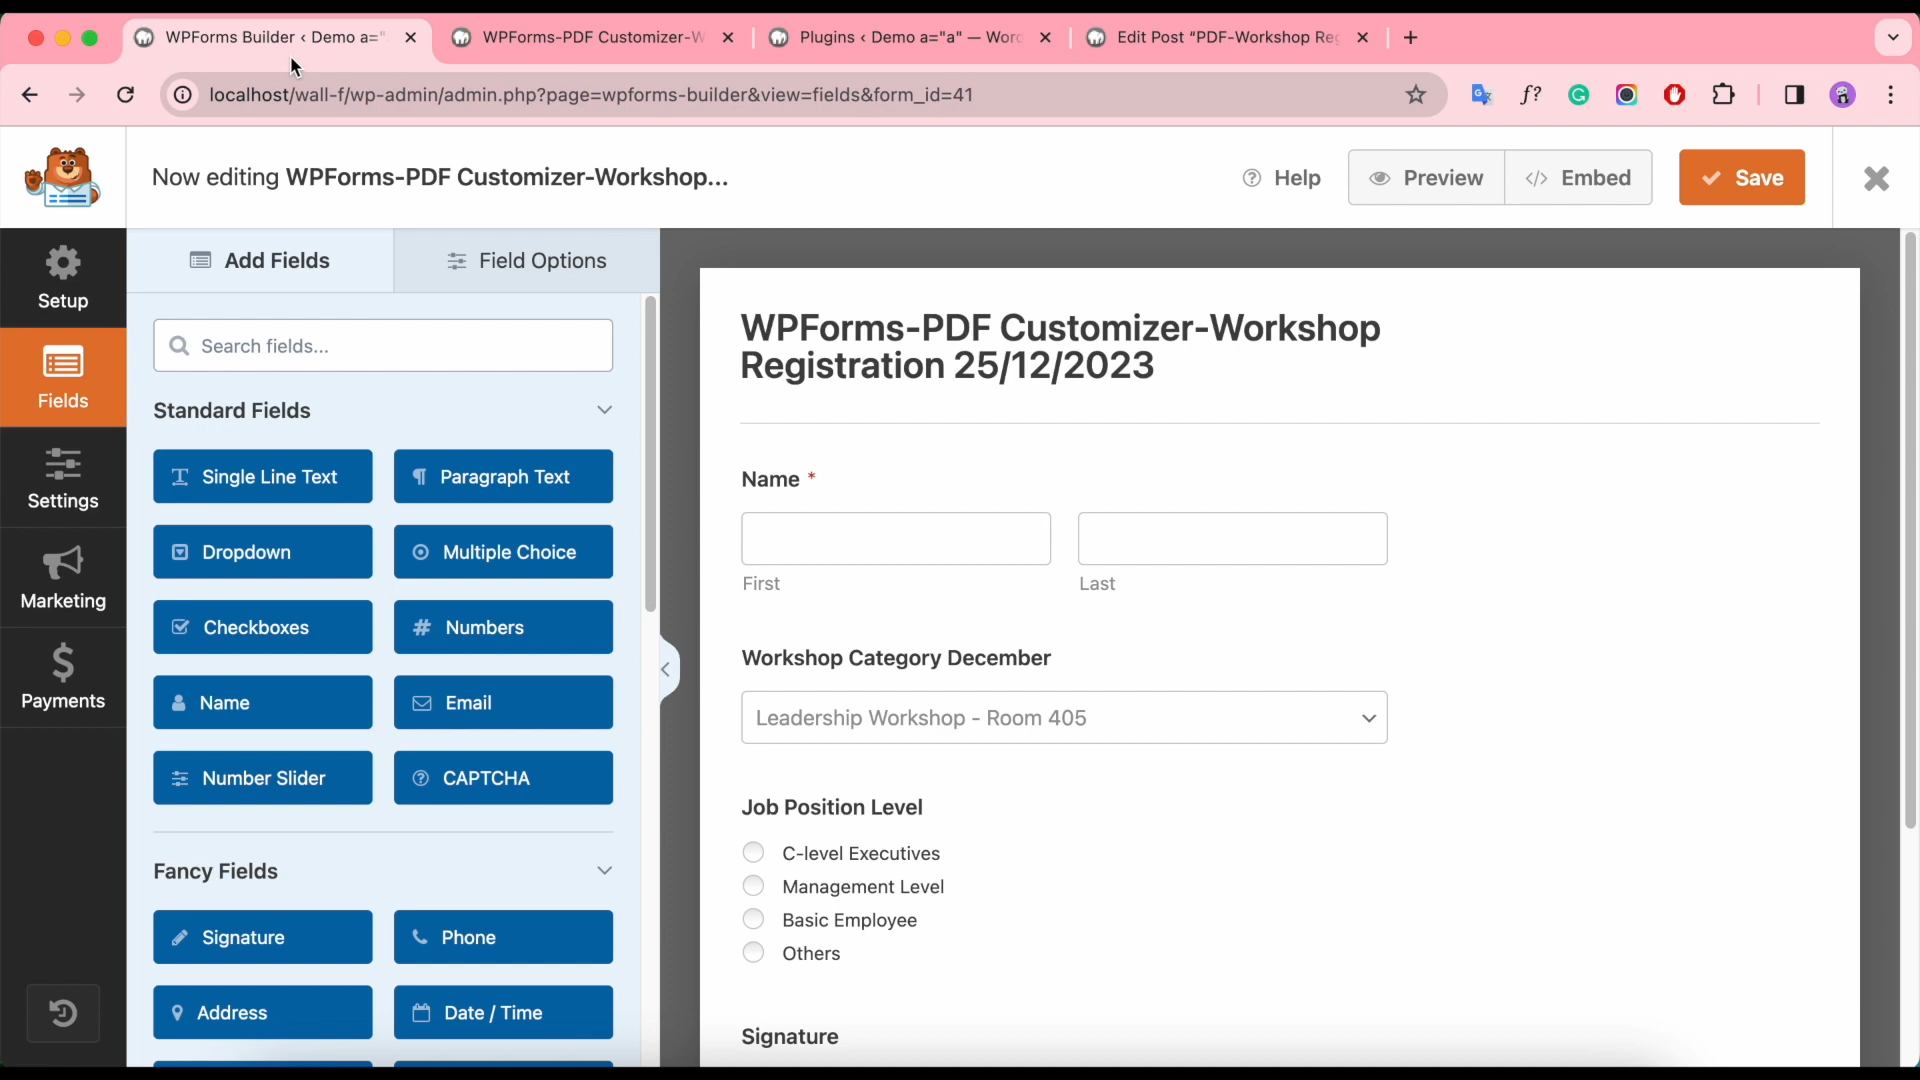 WPForms Builder ‹ Demo a="
WPForms-PDF Customizer-W
Plugins ‹ Demo a="a" — Word
Edit Post "PDF-Workshop Reg
localhost/wall-f/wp-admin/admin.php?page=wpforms-builder&view=fields&form_id=41
Now editing WPForms-PDF Customizer-Workshop...
Help
Preview
Embed
Save
Setup
Fields
Settings
Marketing
Payments
Add Fields
Field Options
Search fields...
Standard Fields
Single Line Text
Paragraph Text
Dropdown
Multiple Choice
Checkboxes
Numbers
Name
Email
Number Slider
CAPTCHA
Fancy Fields
Signature
Phone
Address
Date / Time
WPForms-PDF Customizer-Workshop
Registration 25/12/2023
Name *
First
Last
Workshop Category December
Leadership Workshop - Room 405
Job Position Level
C-level Executives
Management Level
Basic Employee
Others
Signature